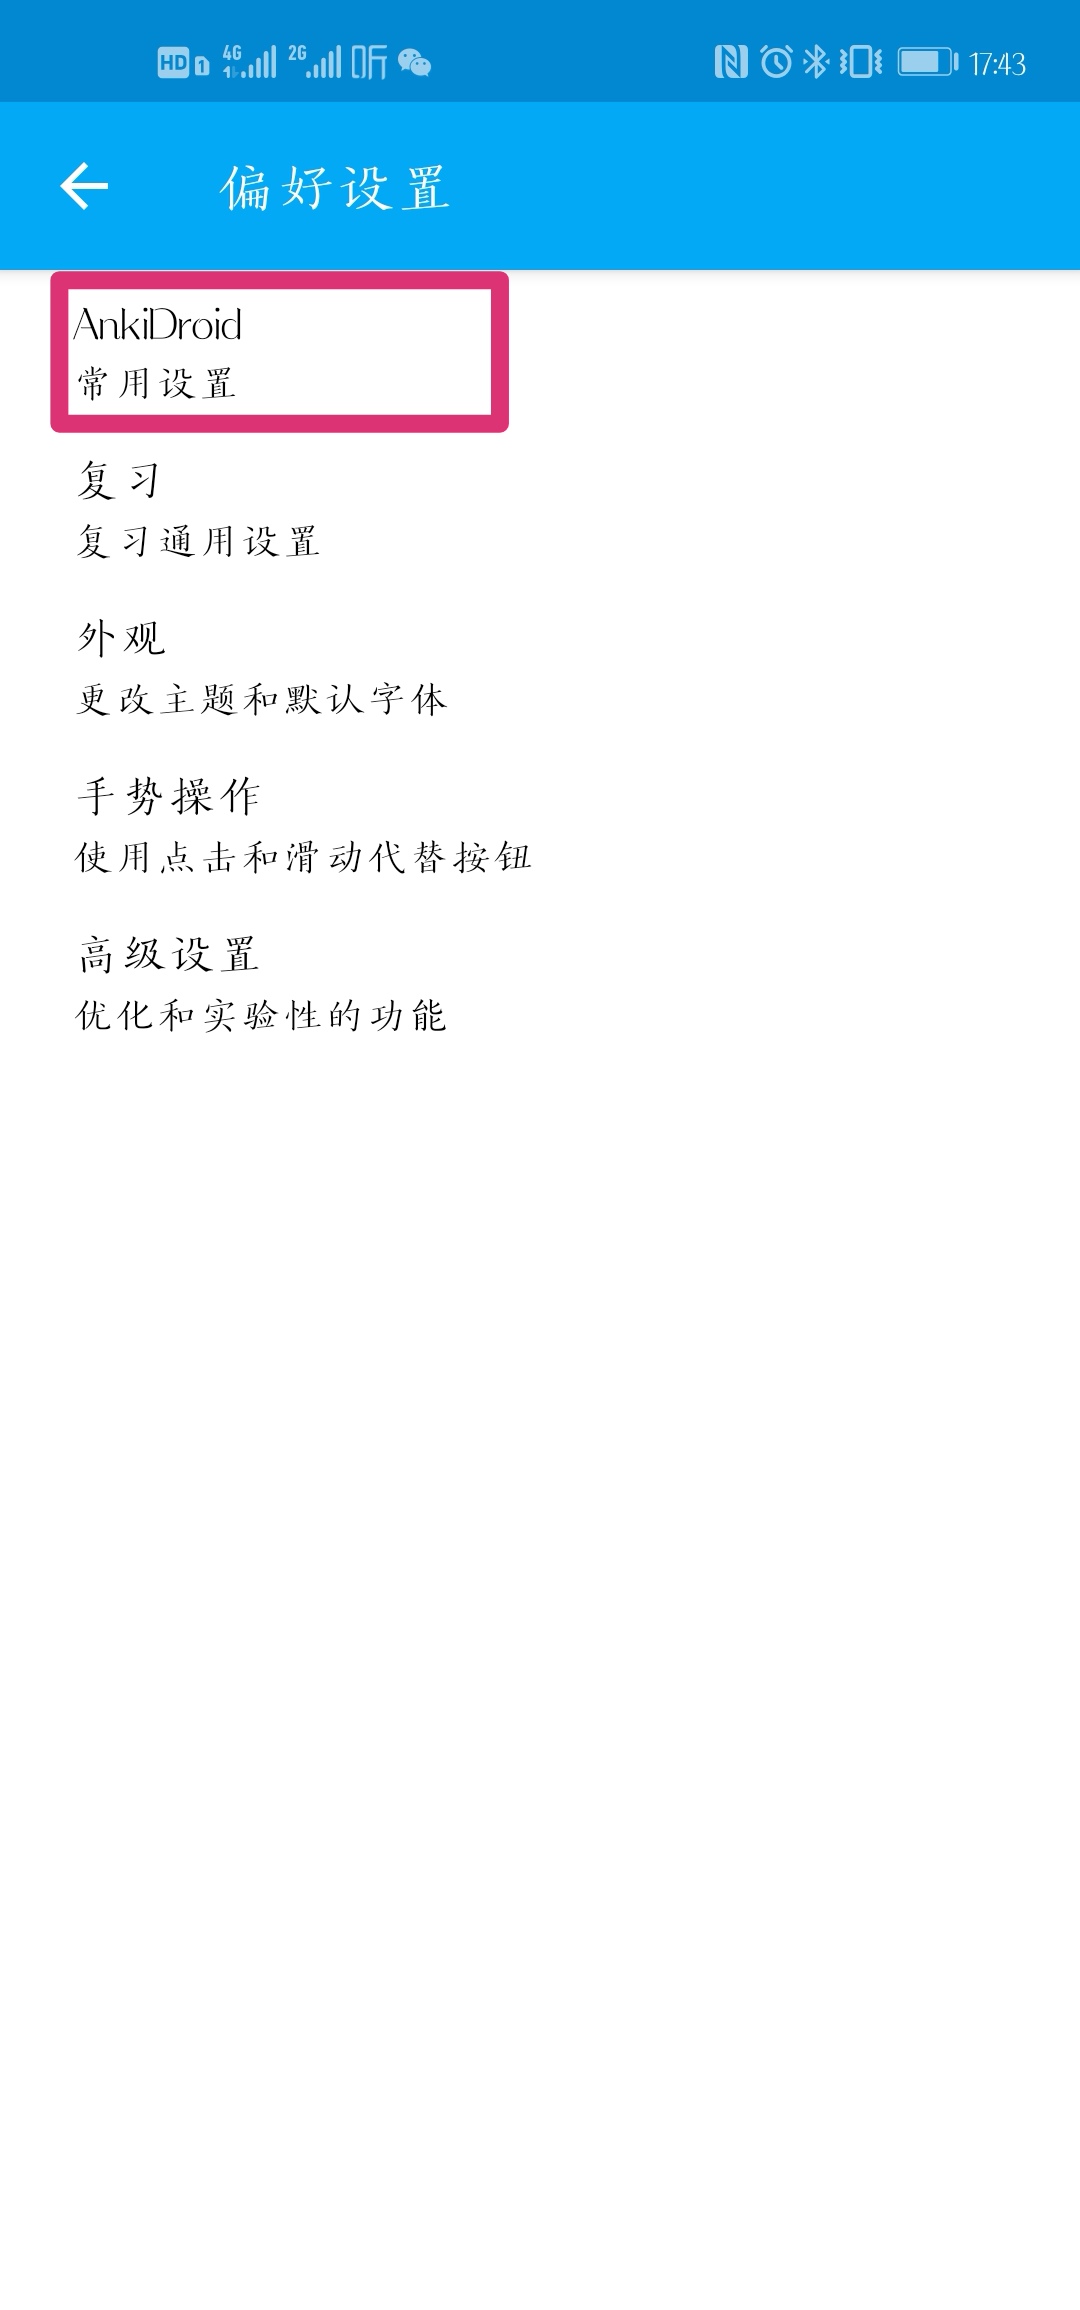 HD 1 4G 2G 听 17:43
偏好设置
AnkiDroid
常用设置
复习
复习通用设置
外观
更改主题和默认字体
手势操作
使用点击和滑动代替按钮
高级设置
优化和实验性的功能